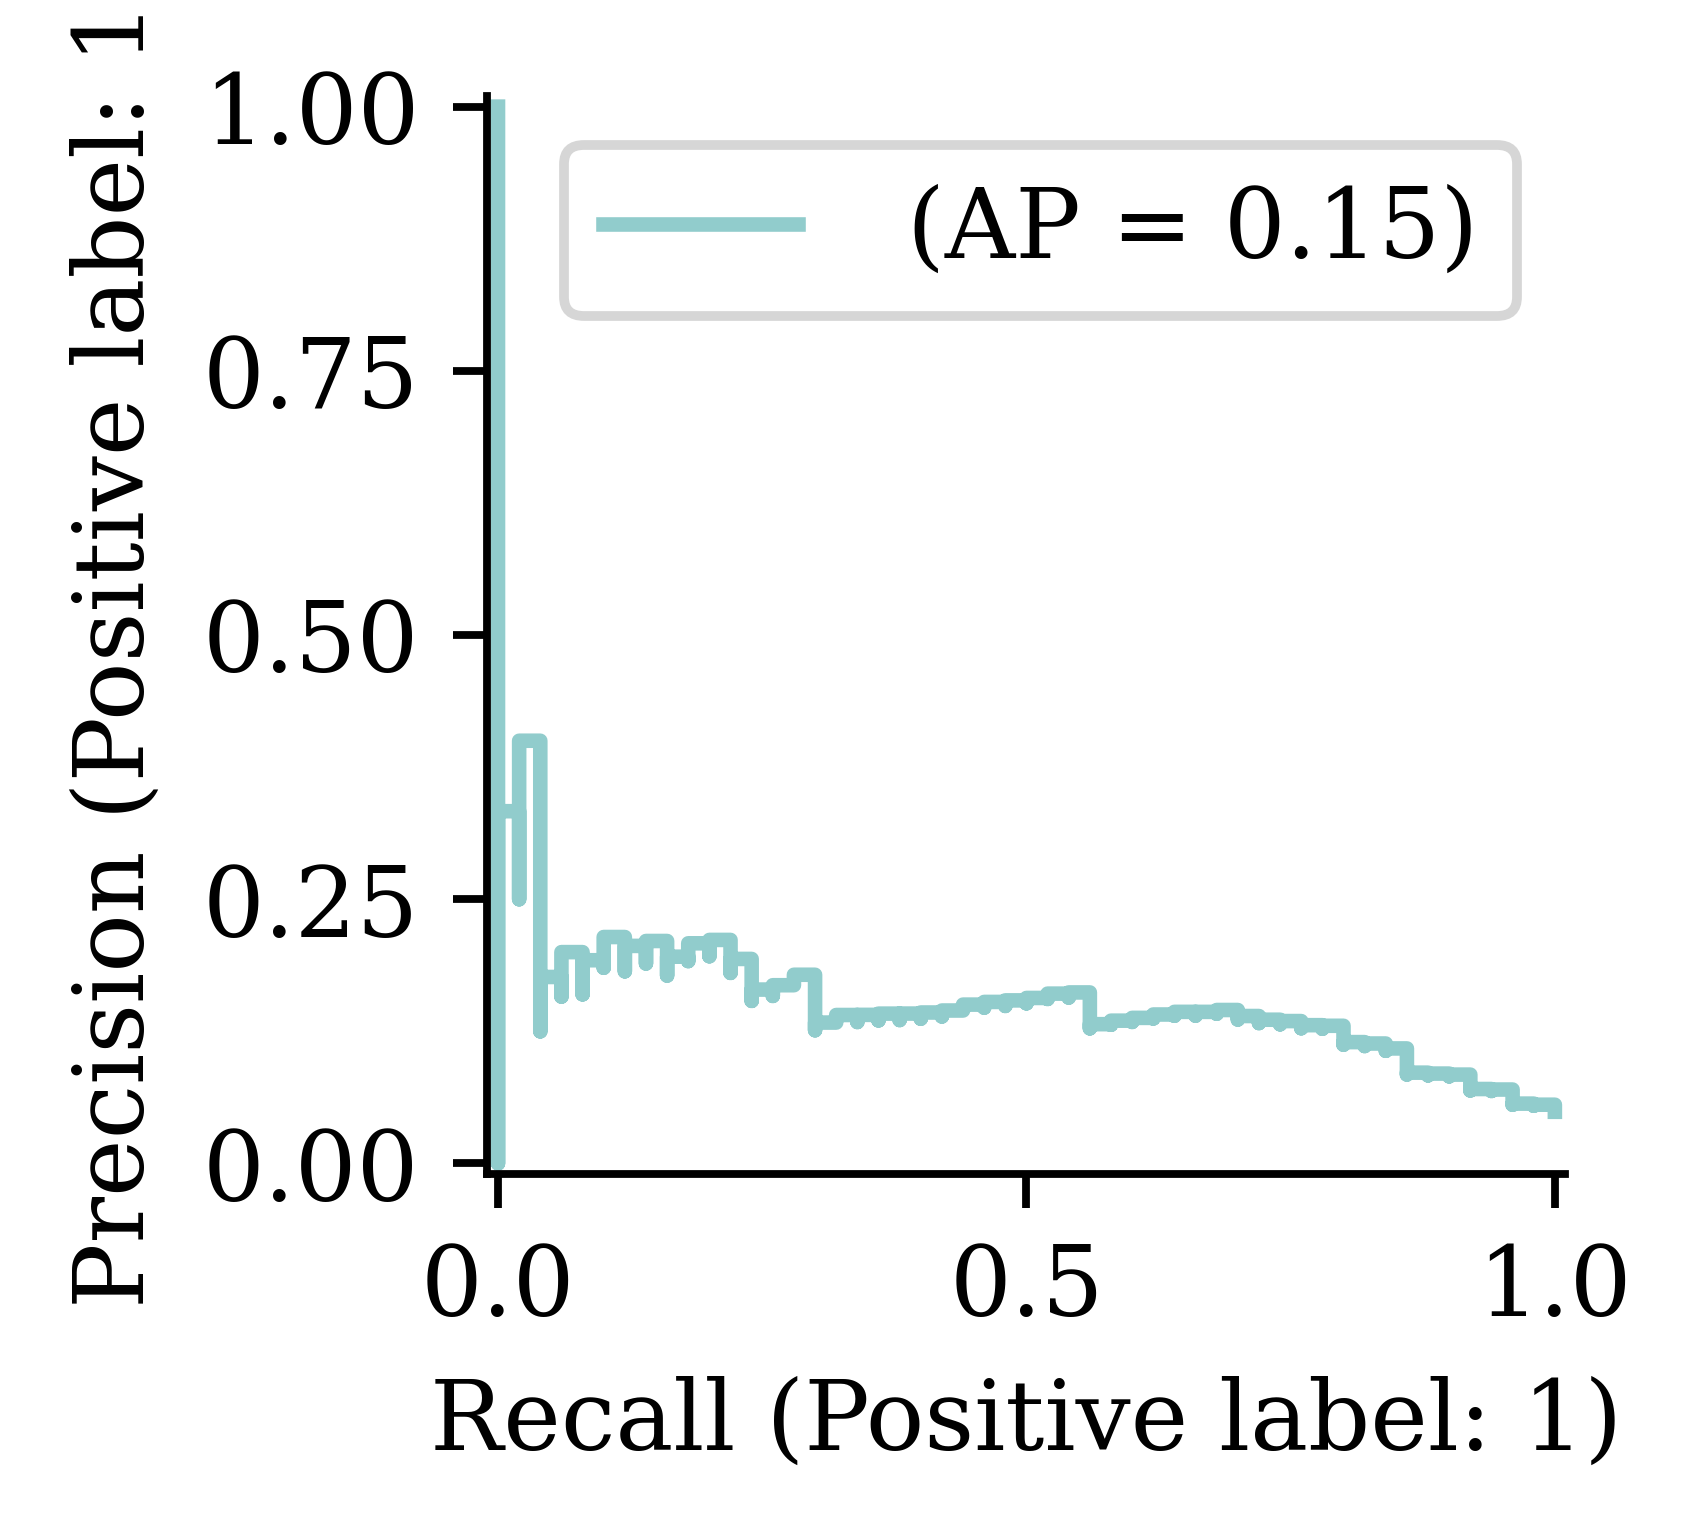 Precision (Positive label: 1
1.00
0.75
0.50
0.25
0.00
(AP = 0.15)
0.0 0.5 1.0
Recall (Positive label: 1)